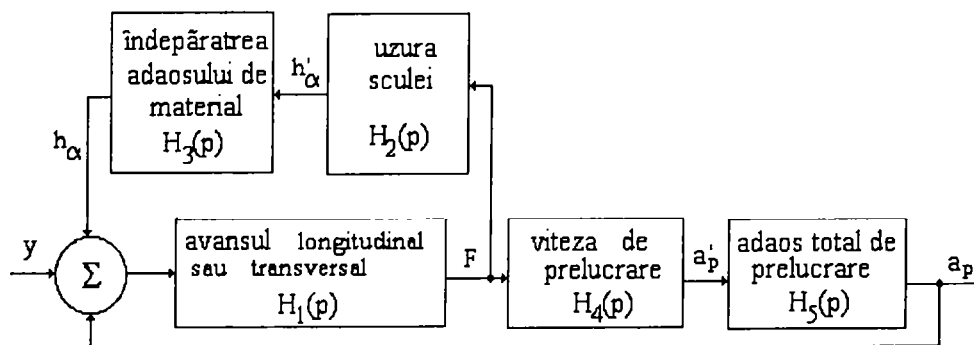 îndepăratrea
adaosului de
material
H₃(p)
h'α
uzura
sculei
H₂(p)
hα
y
Σ
avansul longitudinal
sau transversal
H₁(p)
F
viteza de
prelucrare
H₄(p)
a'p
adaos total de
prelucrare
H₅(p)
ap